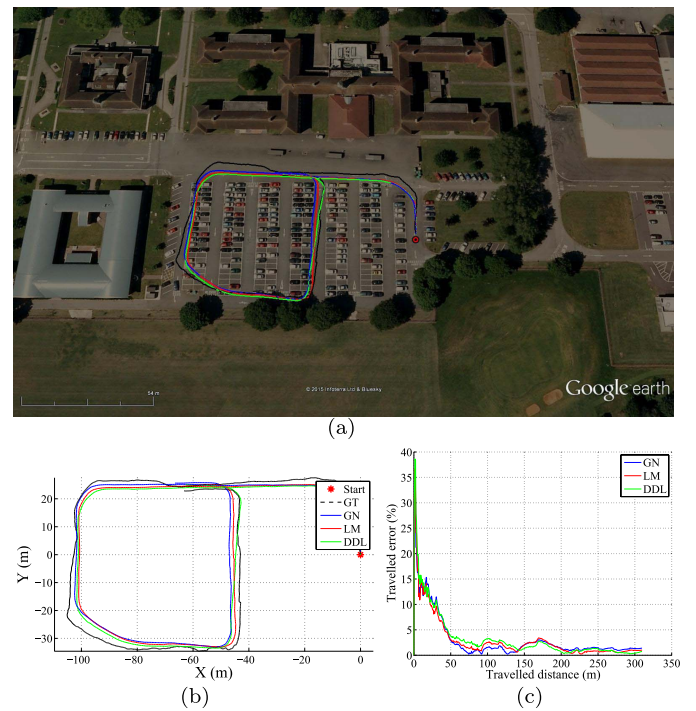 © 2015 Infoterra Ltd & Bluesky
Google earth
54 m
(a)
Start
GT
GN
LM
DDL
20
10
0
−10
−20
−30
Y (m)
−100
−80
−60
−40
−20
0
X (m)
(b)
GN
LM
DDL
40
35
30
25
20
15
10
5
0
Travelled error (%)
0
50
100
150
200
250
300
350
Travelled distance (m)
(c)